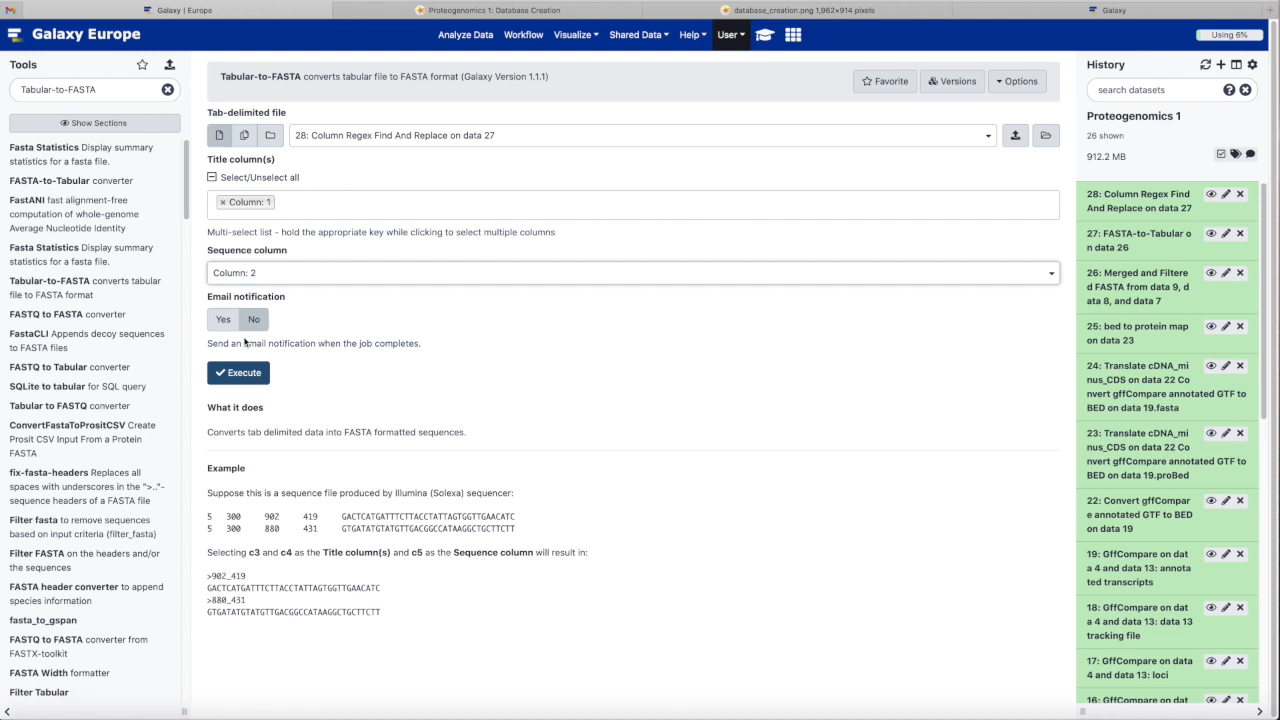 Galaxy | Europe
Proteogenomics 1: Database Creation
database_creation.png 1,962×914 pixels
Galaxy
Galaxy Europe
Analyze Data Workflow Visualize Shared Data Help User
Using 6%
Tools
Tabular-to-FASTA
Show Sections
Fasta Statistics Display summary
statistics for a fasta file.
FASTA-to-Tabular converter
FastANI fast alignment-free
computation of whole-genome
Average Nucleotide Identity
Fasta Statistics Display summary
statistics for a fasta file.
Tabular-to-FASTA converts tabular
file to FASTA format
FASTQ to FASTA converter
FastaCLI Appends decoy sequences
to FASTA files
FASTQ to Tabular converter
SQLite to tabular for SQL query
Tabular to FASTQ converter
ConvertFastaToPrositCSV Create
Prosit CSV Input From a Protein
FASTA
fix-fasta-headers Replaces all
spaces with underscores in the ">.."-
sequence headers of a FASTA file
Filter fasta to remove sequences
based on input criteria (filter_fasta)
Filter FASTA on the headers and/or
the sequences
FASTA header converter to append
species information
fasta_to_gspan
FASTQ to FASTA converter from
FASTX-toolkit
FASTA Width formatter
Filter Tabular
Tabular-to-FASTA converts tabular file to FASTA format (Galaxy Version 1.1.1)
Favorite
Versions
Options
Tab-delimited file
28: Column Regex Find And Replace on data 27
Title column(s)
Select/Unselect all
× Column: 1
Multi-select list - hold the appropriate key while clicking to select multiple columns
Sequence column
Column: 2
Email notification
Yes No
Send an email notification when the job completes.
Execute
What it does
Converts tab delimited data into FASTA formatted sequences.
Example
Suppose this is a sequence file produced by Illumina (Solexa) sequencer:
5 300 902 419 GACTCATGATTTCTTACCTATTAGTGGTTGAACATC
5 300 880 431 GTGATATGTATGTTGACGGCCATAAGGCTGCTTCTT
Selecting c3 and c4 as the Title column(s) and c5 as the Sequence column will result in:
>902_419
GACTCATGATTTCTTACCTATTAGTGGTTGAACATC
>880_431
GTGATATGTATGTTGACGGCCATAAGGCTGCTTCTT
History
search datasets
Proteogenomics 1
26 shown
912.2 MB
28: Column Regex Find
And Replace on data 27
27: FASTA-to-Tabular o
n data 26
26: Merged and Filtere
d FASTA from data 9, d
ata 8, and data 7
25: bed to protein map
on data 23
24: Translate cDNA_mi
nus_CDS on data 22 Co
nvert gffCompare annotated GTF to
BED on data 19.fasta
23: Translate cDNA_mi
nus_CDS on data 22 Co
nvert gffCompare annotated GTF to
BED on data 19.proBed
22: Convert gffCompar
e annotated GTF to BED
on data 19
19: GffCompare on dat
a 4 and data 13: annota
ted transcripts
18: GffCompare on dat
a 4 and data 13: data 13
tracking file
17: GffCompare on data
4 and data 13: loci
16: GffCompare on dat